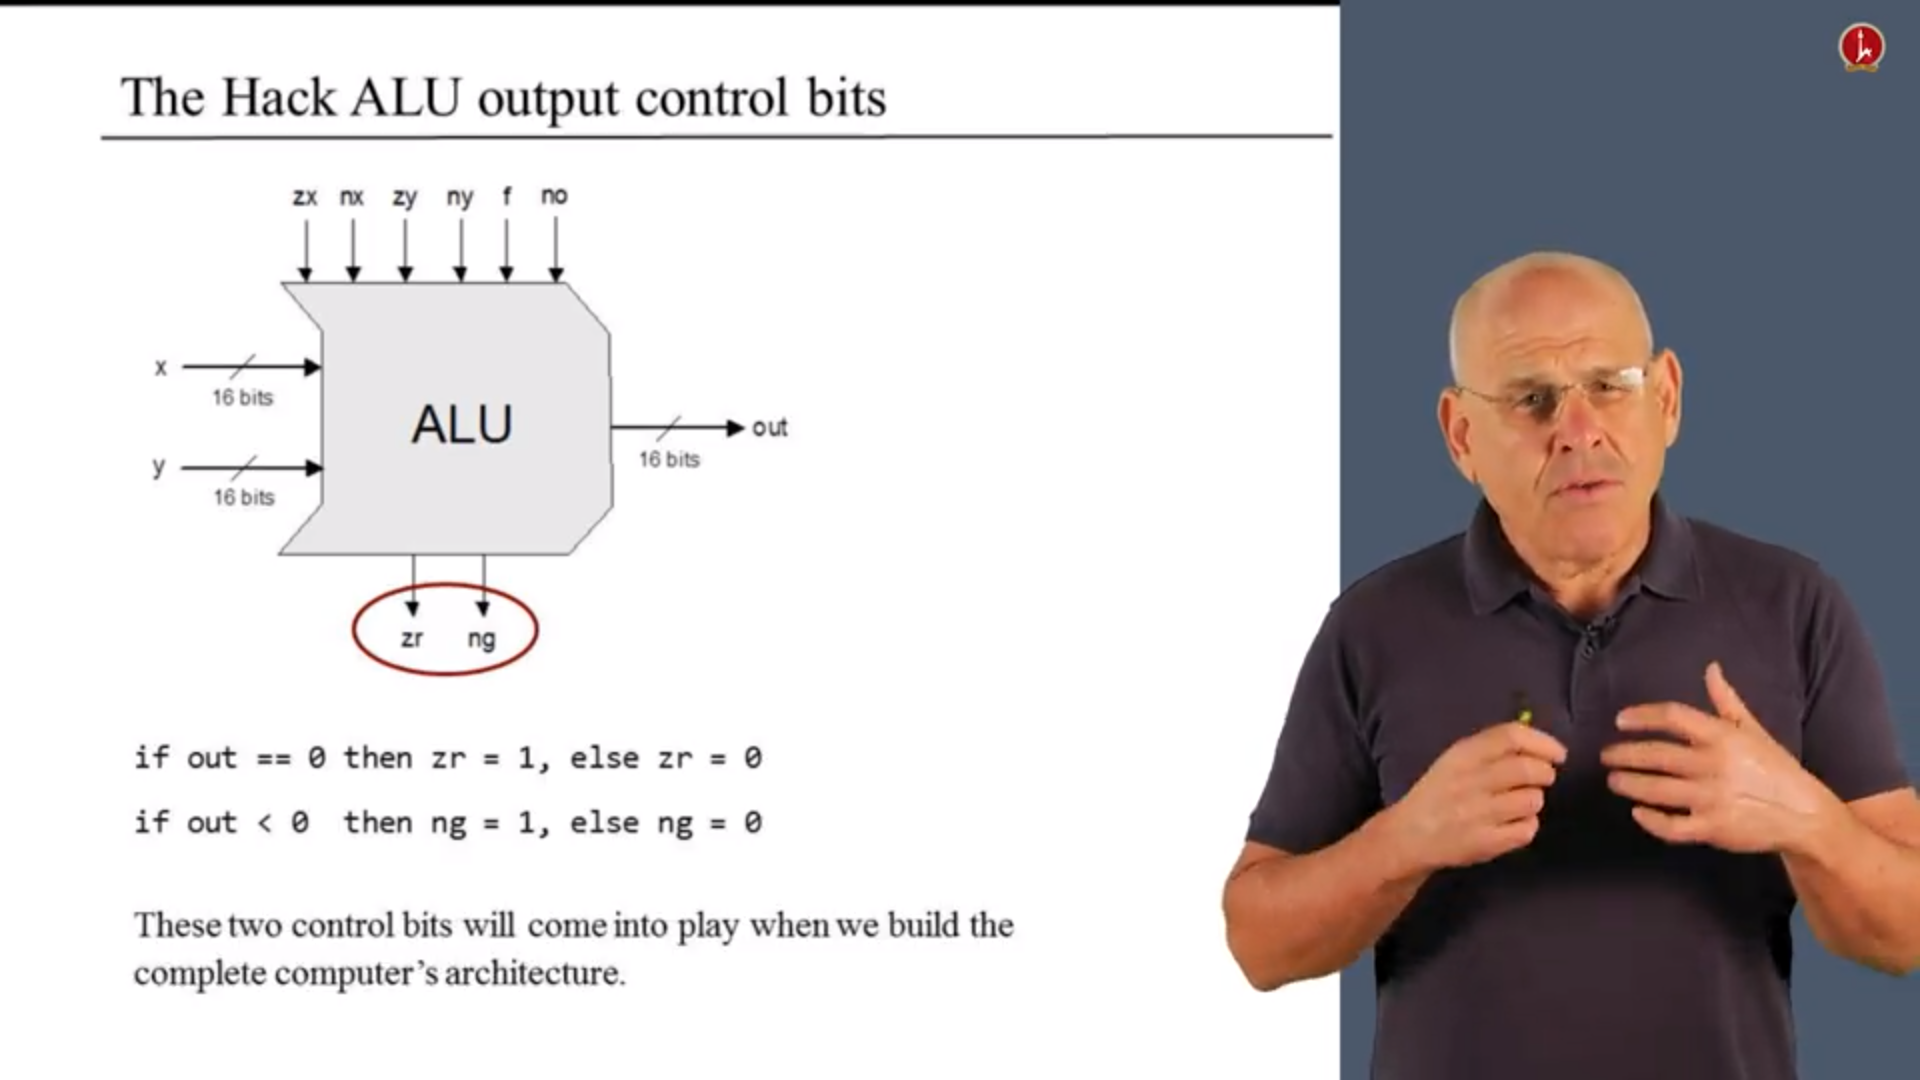 The Hack ALU output control bits
zx nx zy ny f no
x
16 bits
ALU
out
16 bits
y
16 bits
zr ng
if out == 0 then zr = 1, else zr = 0
if out < 0 then ng = 1, else ng = 0
These two control bits will come into play when we build the
complete computer’s architecture.